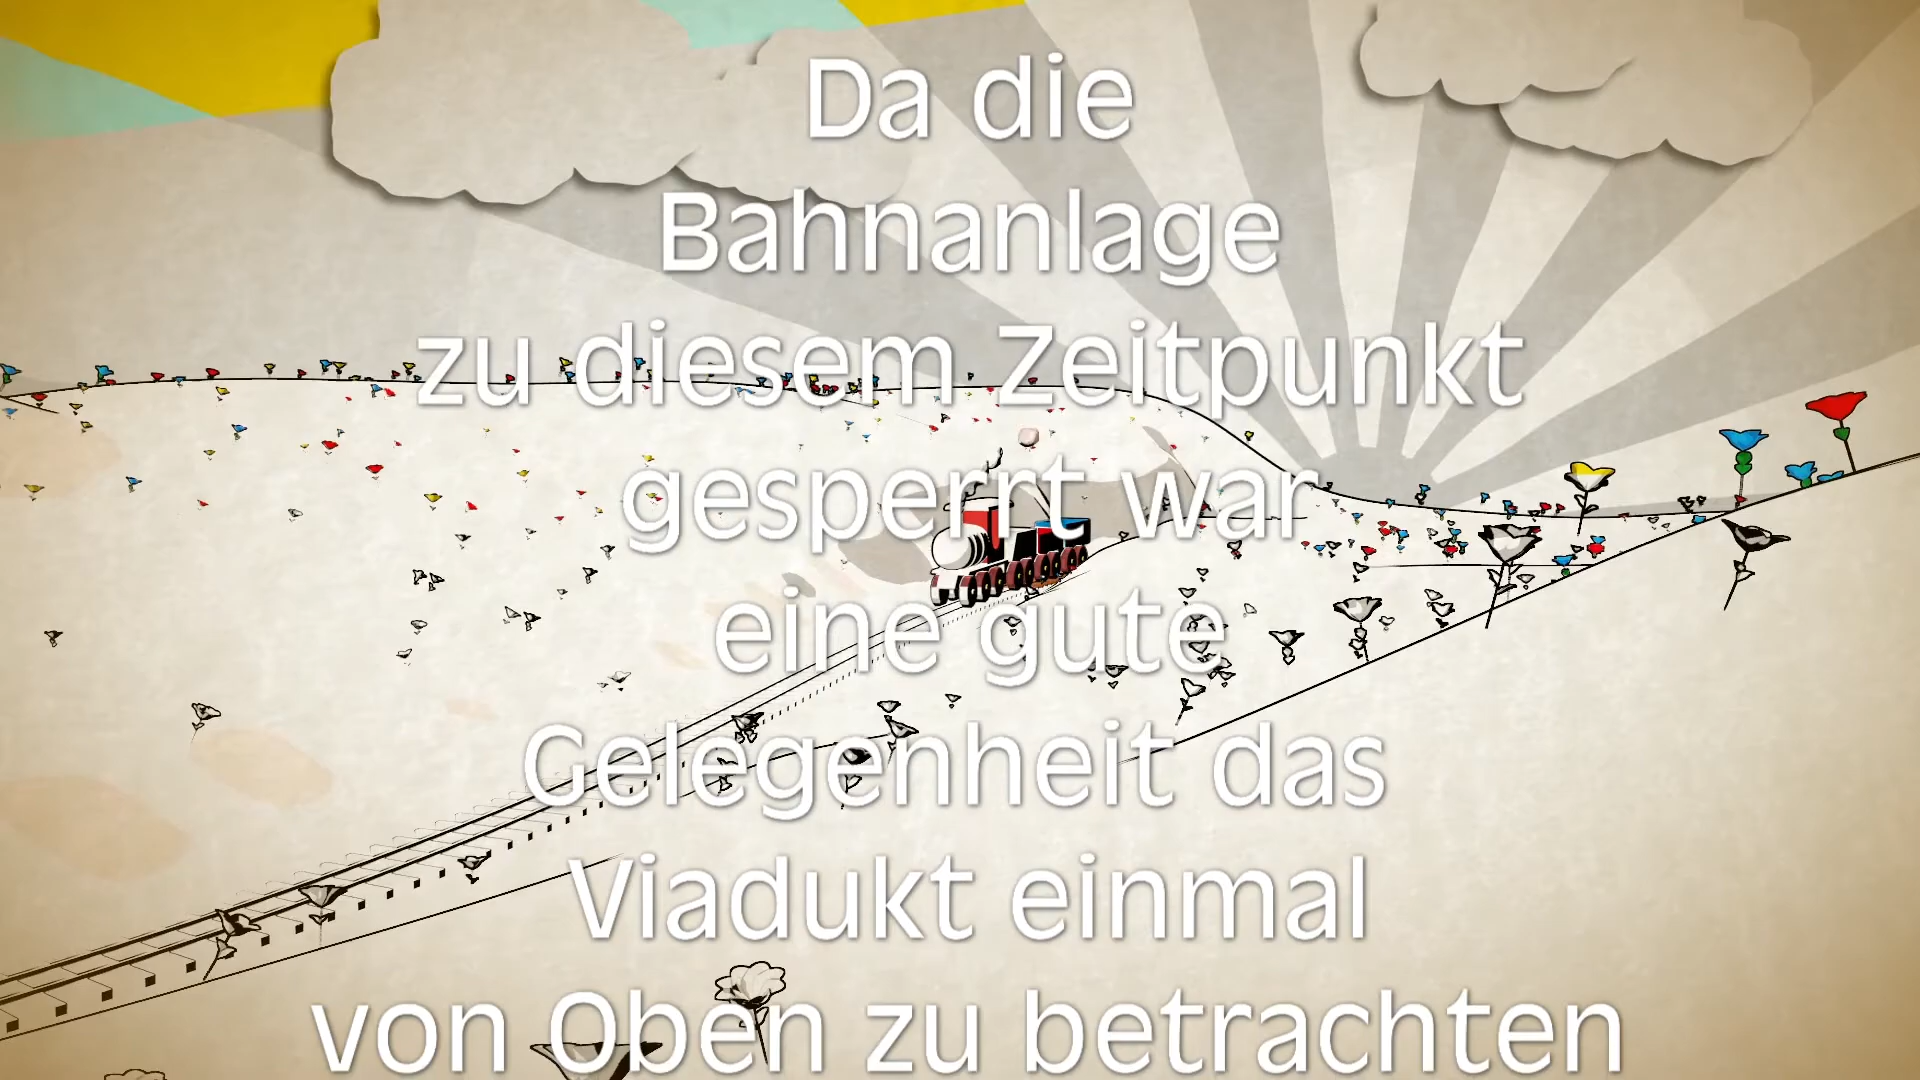 Da die
Bahnanlage
zu diesem Zeitpunkt
gesperrt war
eine gute
Gelegenheit das
Viadukt einmal
von Oben zu betrachten